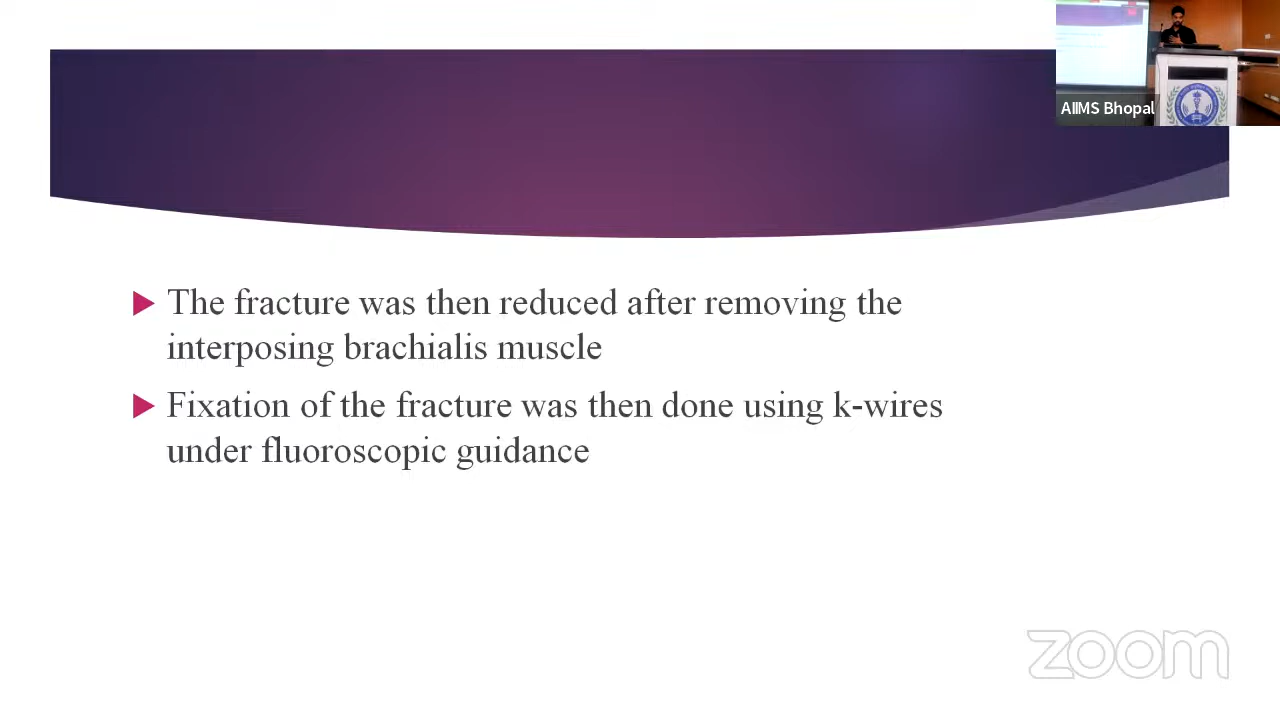 AIIMS Bhopal
The fracture was then reduced after removing the
interposing brachialis muscle
Fixation of the fracture was then done using k-wires
under fluoroscopic guidance
zoom